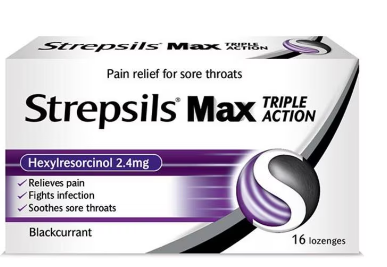 Strepsils Max TRIPLE ACTION
Pain relief for sore throats
Strepsils® Max TRIPLE ACTION
Hexylresorcinol 2.4mg
✓ Relieves pain
✓ Fights infection
✓ Soothes sore throats
Blackcurrant
16 lozenges
S